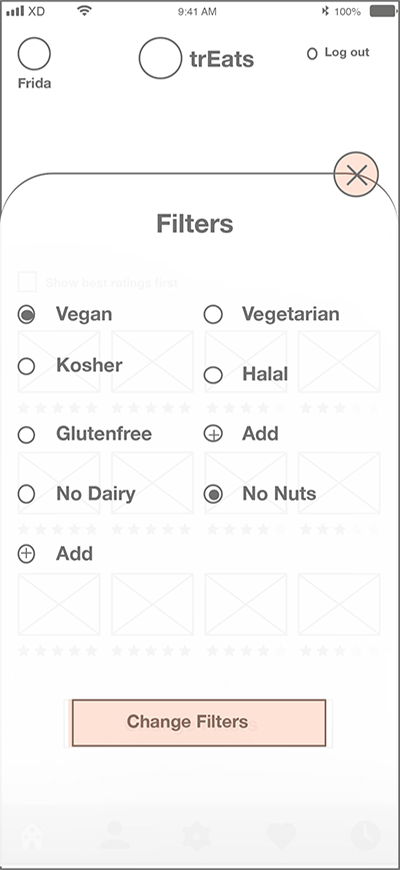 XD 9:41 AM 100%
Frida
trEats
Log out
Filters
Show best ratings first
Vegan Vegetarian
Kosher Halal
Glutenfree Add
No Dairy No Nuts
Add
Change Filters